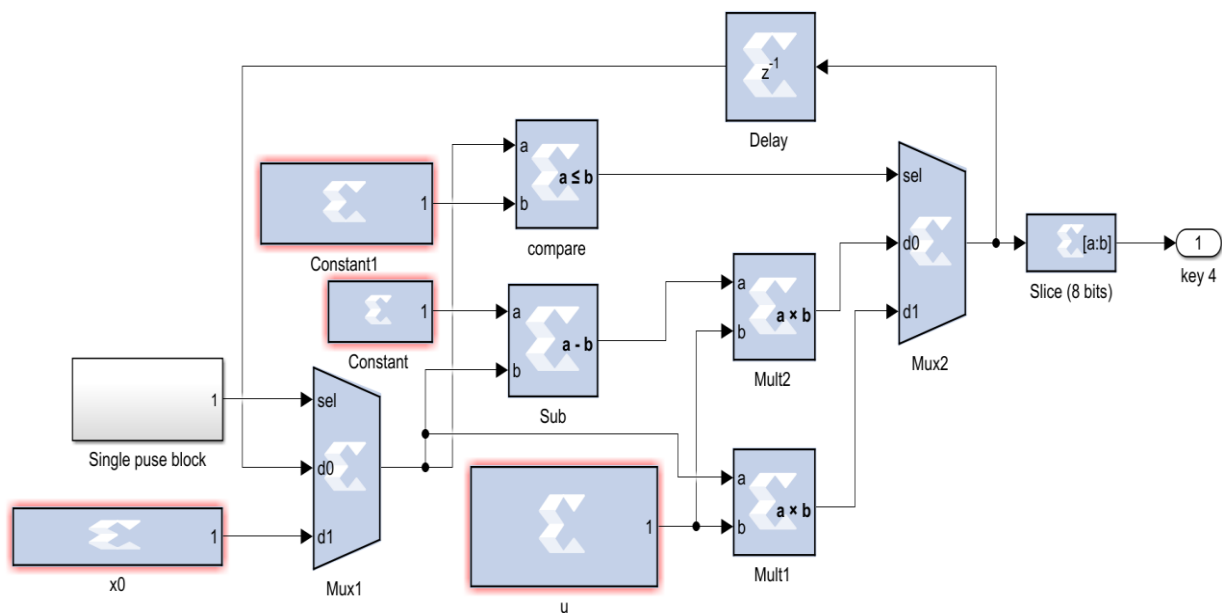 z-1
Delay
1
Constant1
a
b
a ≤ b
compare
sel
d0
d1
Mux2
[a:b]
Slice (8 bits)
1
key 4
1
Constant
a
b
a - b
Sub
a
b
a × b
Mult2
1
Single puse block
sel
d0
d1
Mux1
1
x0
1
u
a
b
a × b
Mult1